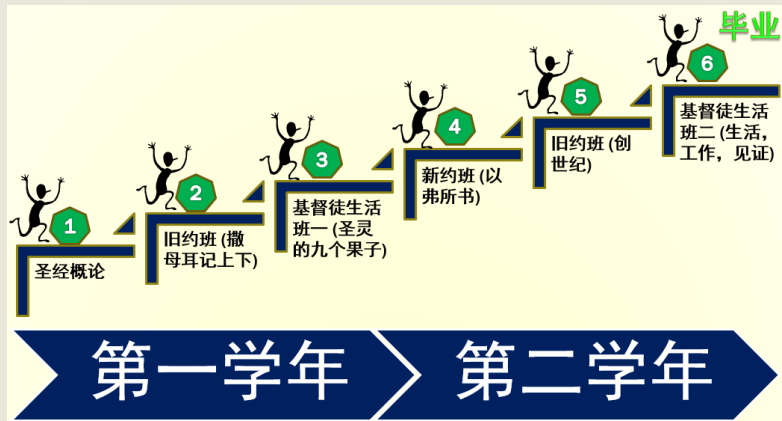 毕业
1
圣经概论
2
旧约班 (撒
母耳记上下)
3
基督徒生活
班一 (圣灵
的九个果子)
4
新约班 (以
弗所书)
5
旧约班 (创
世纪)
6
基督徒生活
班二 (生活，
工作，见证)
第一学年
第二学年